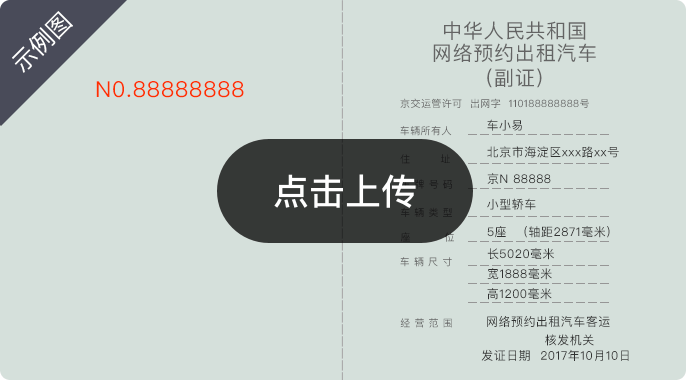 示例图
N0.88888888
中华人民共和国
网络预约出租汽车
(副证)
京交运营许可 出网字 110188888888号
车辆所有人 车小易
住 址 北京市海淀区xxx路xx号
点击上传
牌号码 京N 88888
车辆类型 小型轿车
座 位 5座 (轴距2871毫米)
车辆尺寸 长5020毫米
宽1888毫米
高1200毫米
经营范围 网络预约出租汽车客运
核发机关
发证日期 2017年10月10日